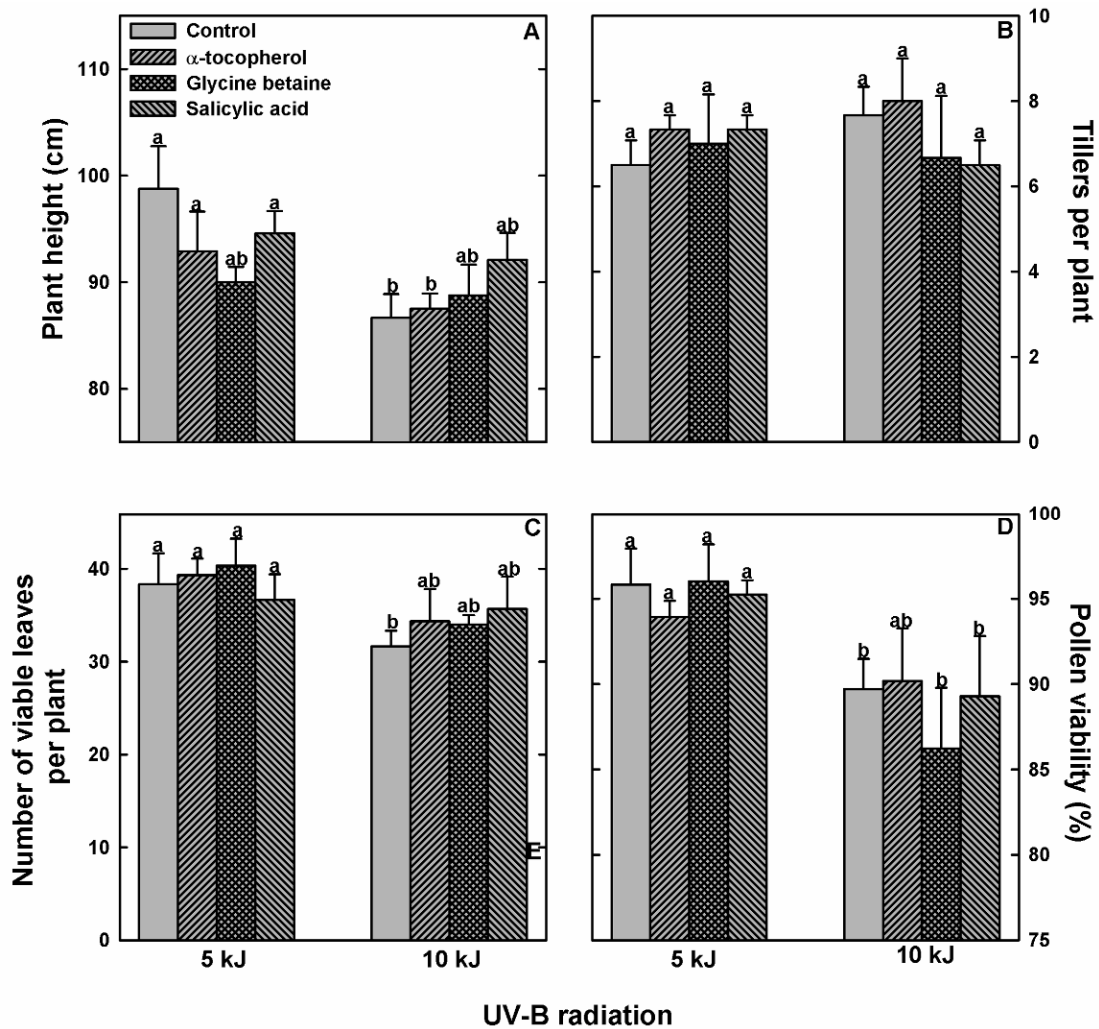 A
Control
α-tocopherol
Glycine betaine
Salicylic acid
Plant height (cm)
110
100
90
80
a
a
ab
a
b
b
ab
ab
B
a
a
a
a
a
a
a
a
10
8
6
4
2
0
Tillers per plant
C
Number of viable leaves
per plant
40
30
20
10
0
a
a
a
a
b
ab
ab
ab
E
5 kJ
10 kJ
D
a
a
a
a
b
ab
b
b
100
95
90
85
80
75
Pollen viability (%)
5 kJ
10 kJ
UV-B radiation